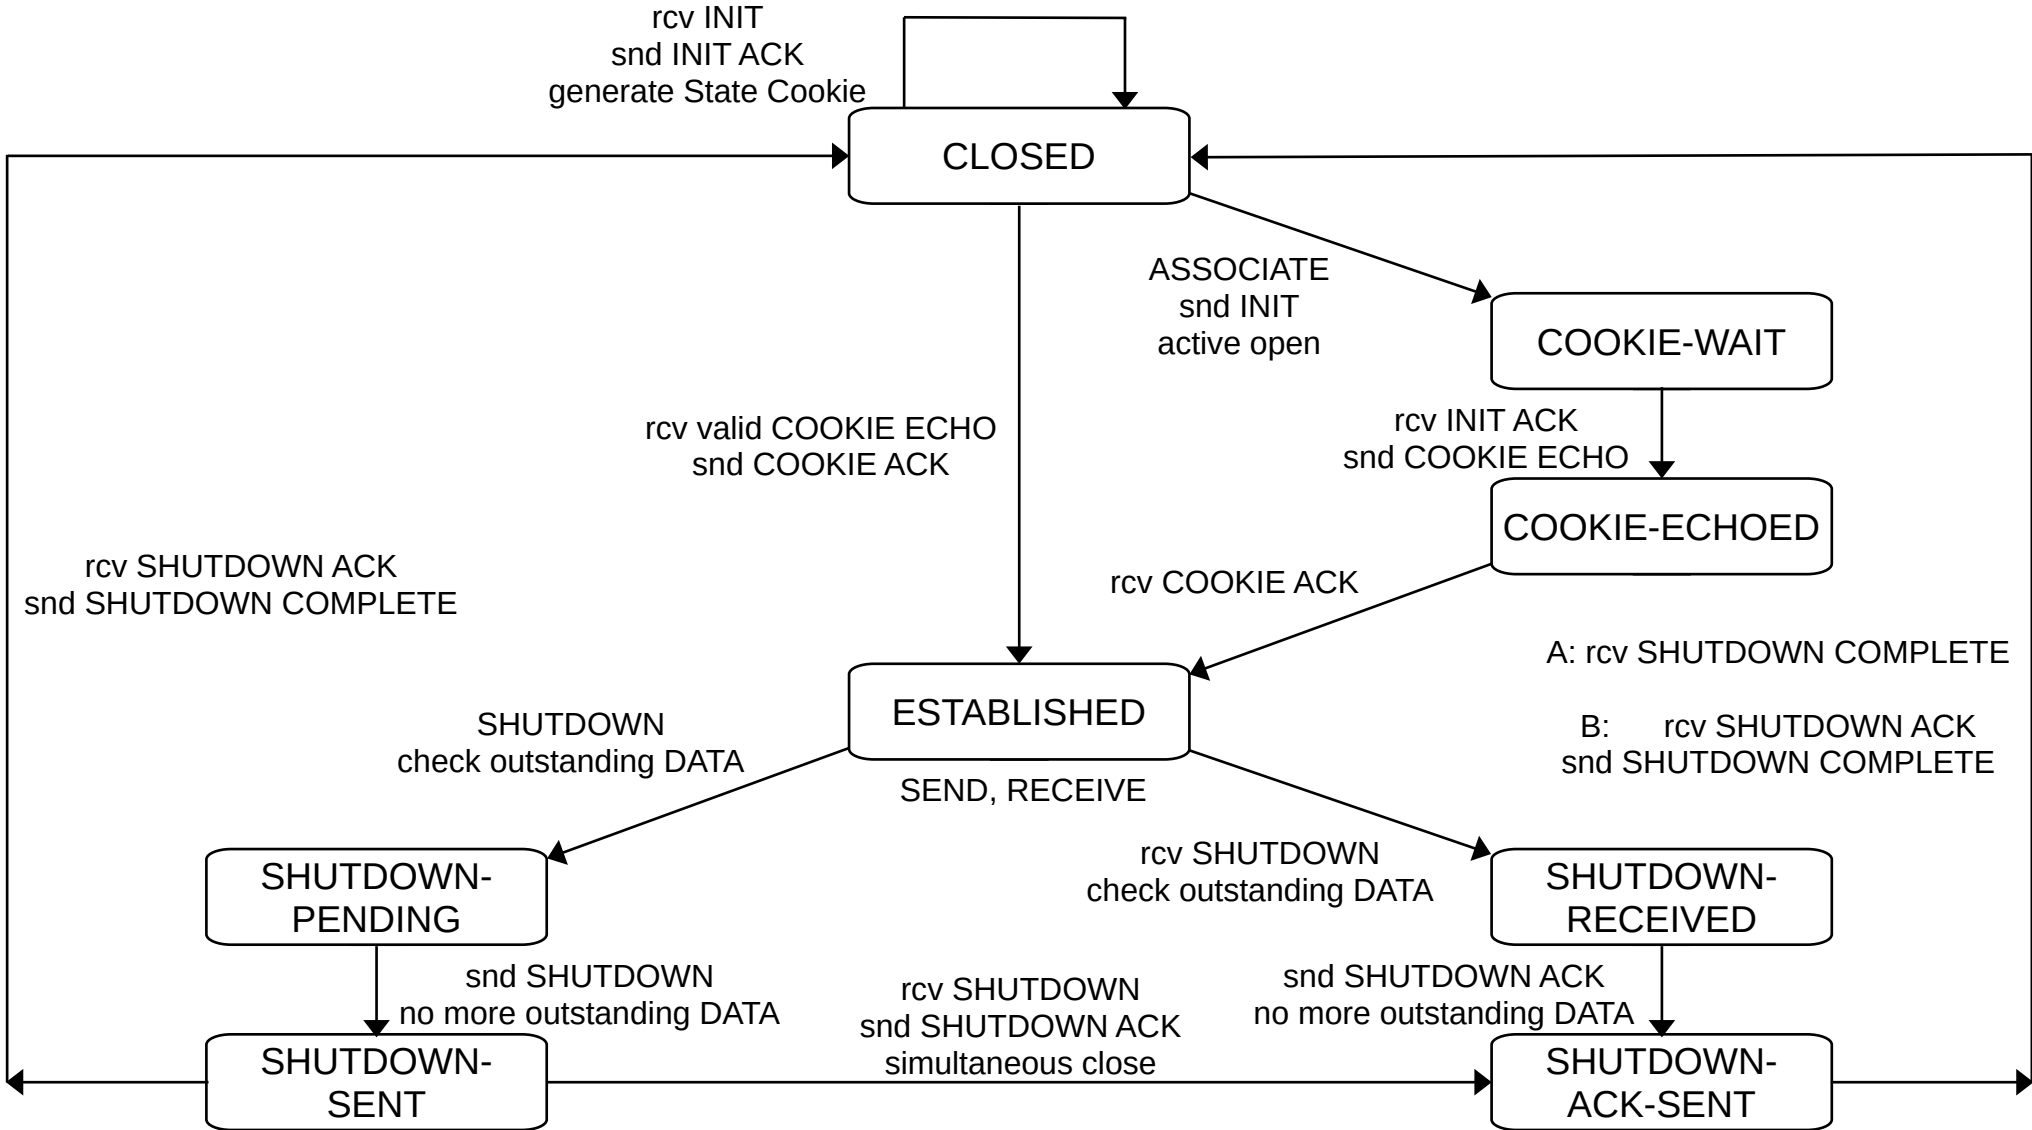 rcv INIT
snd INIT ACK
generate State Cookie
CLOSED
ASSOCIATE
snd INIT
active open
COOKIE-WAIT
rcv valid COOKIE ECHO
snd COOKIE ACK
rcv INIT ACK
snd COOKIE ECHO
COOKIE-ECHOED
rcv SHUTDOWN ACK
snd SHUTDOWN COMPLETE
rcv COOKIE ACK
A: rcv SHUTDOWN COMPLETE
B: rcv SHUTDOWN ACK
snd SHUTDOWN COMPLETE
ESTABLISHED
SHUTDOWN
check outstanding DATA
SEND, RECEIVE
rcv SHUTDOWN
check outstanding DATA
SHUTDOWN-
PENDING
SHUTDOWN-
RECEIVED
snd SHUTDOWN
no more outstanding DATA
rcv SHUTDOWN
snd SHUTDOWN ACK
simultaneous close
snd SHUTDOWN ACK
no more outstanding DATA
SHUTDOWN-
SENT
SHUTDOWN-
ACK-SENT